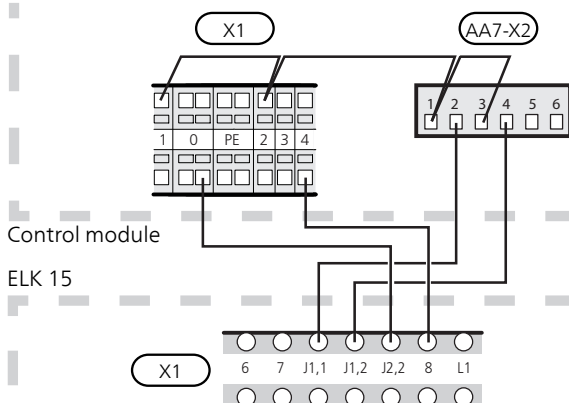 X1
AA7-X2
1 2 3 4 5 6
1 0 PE 2 3 4
Control module
ELK 15
X1
6 7 J1,1 J1,2 J2,2 8 L1